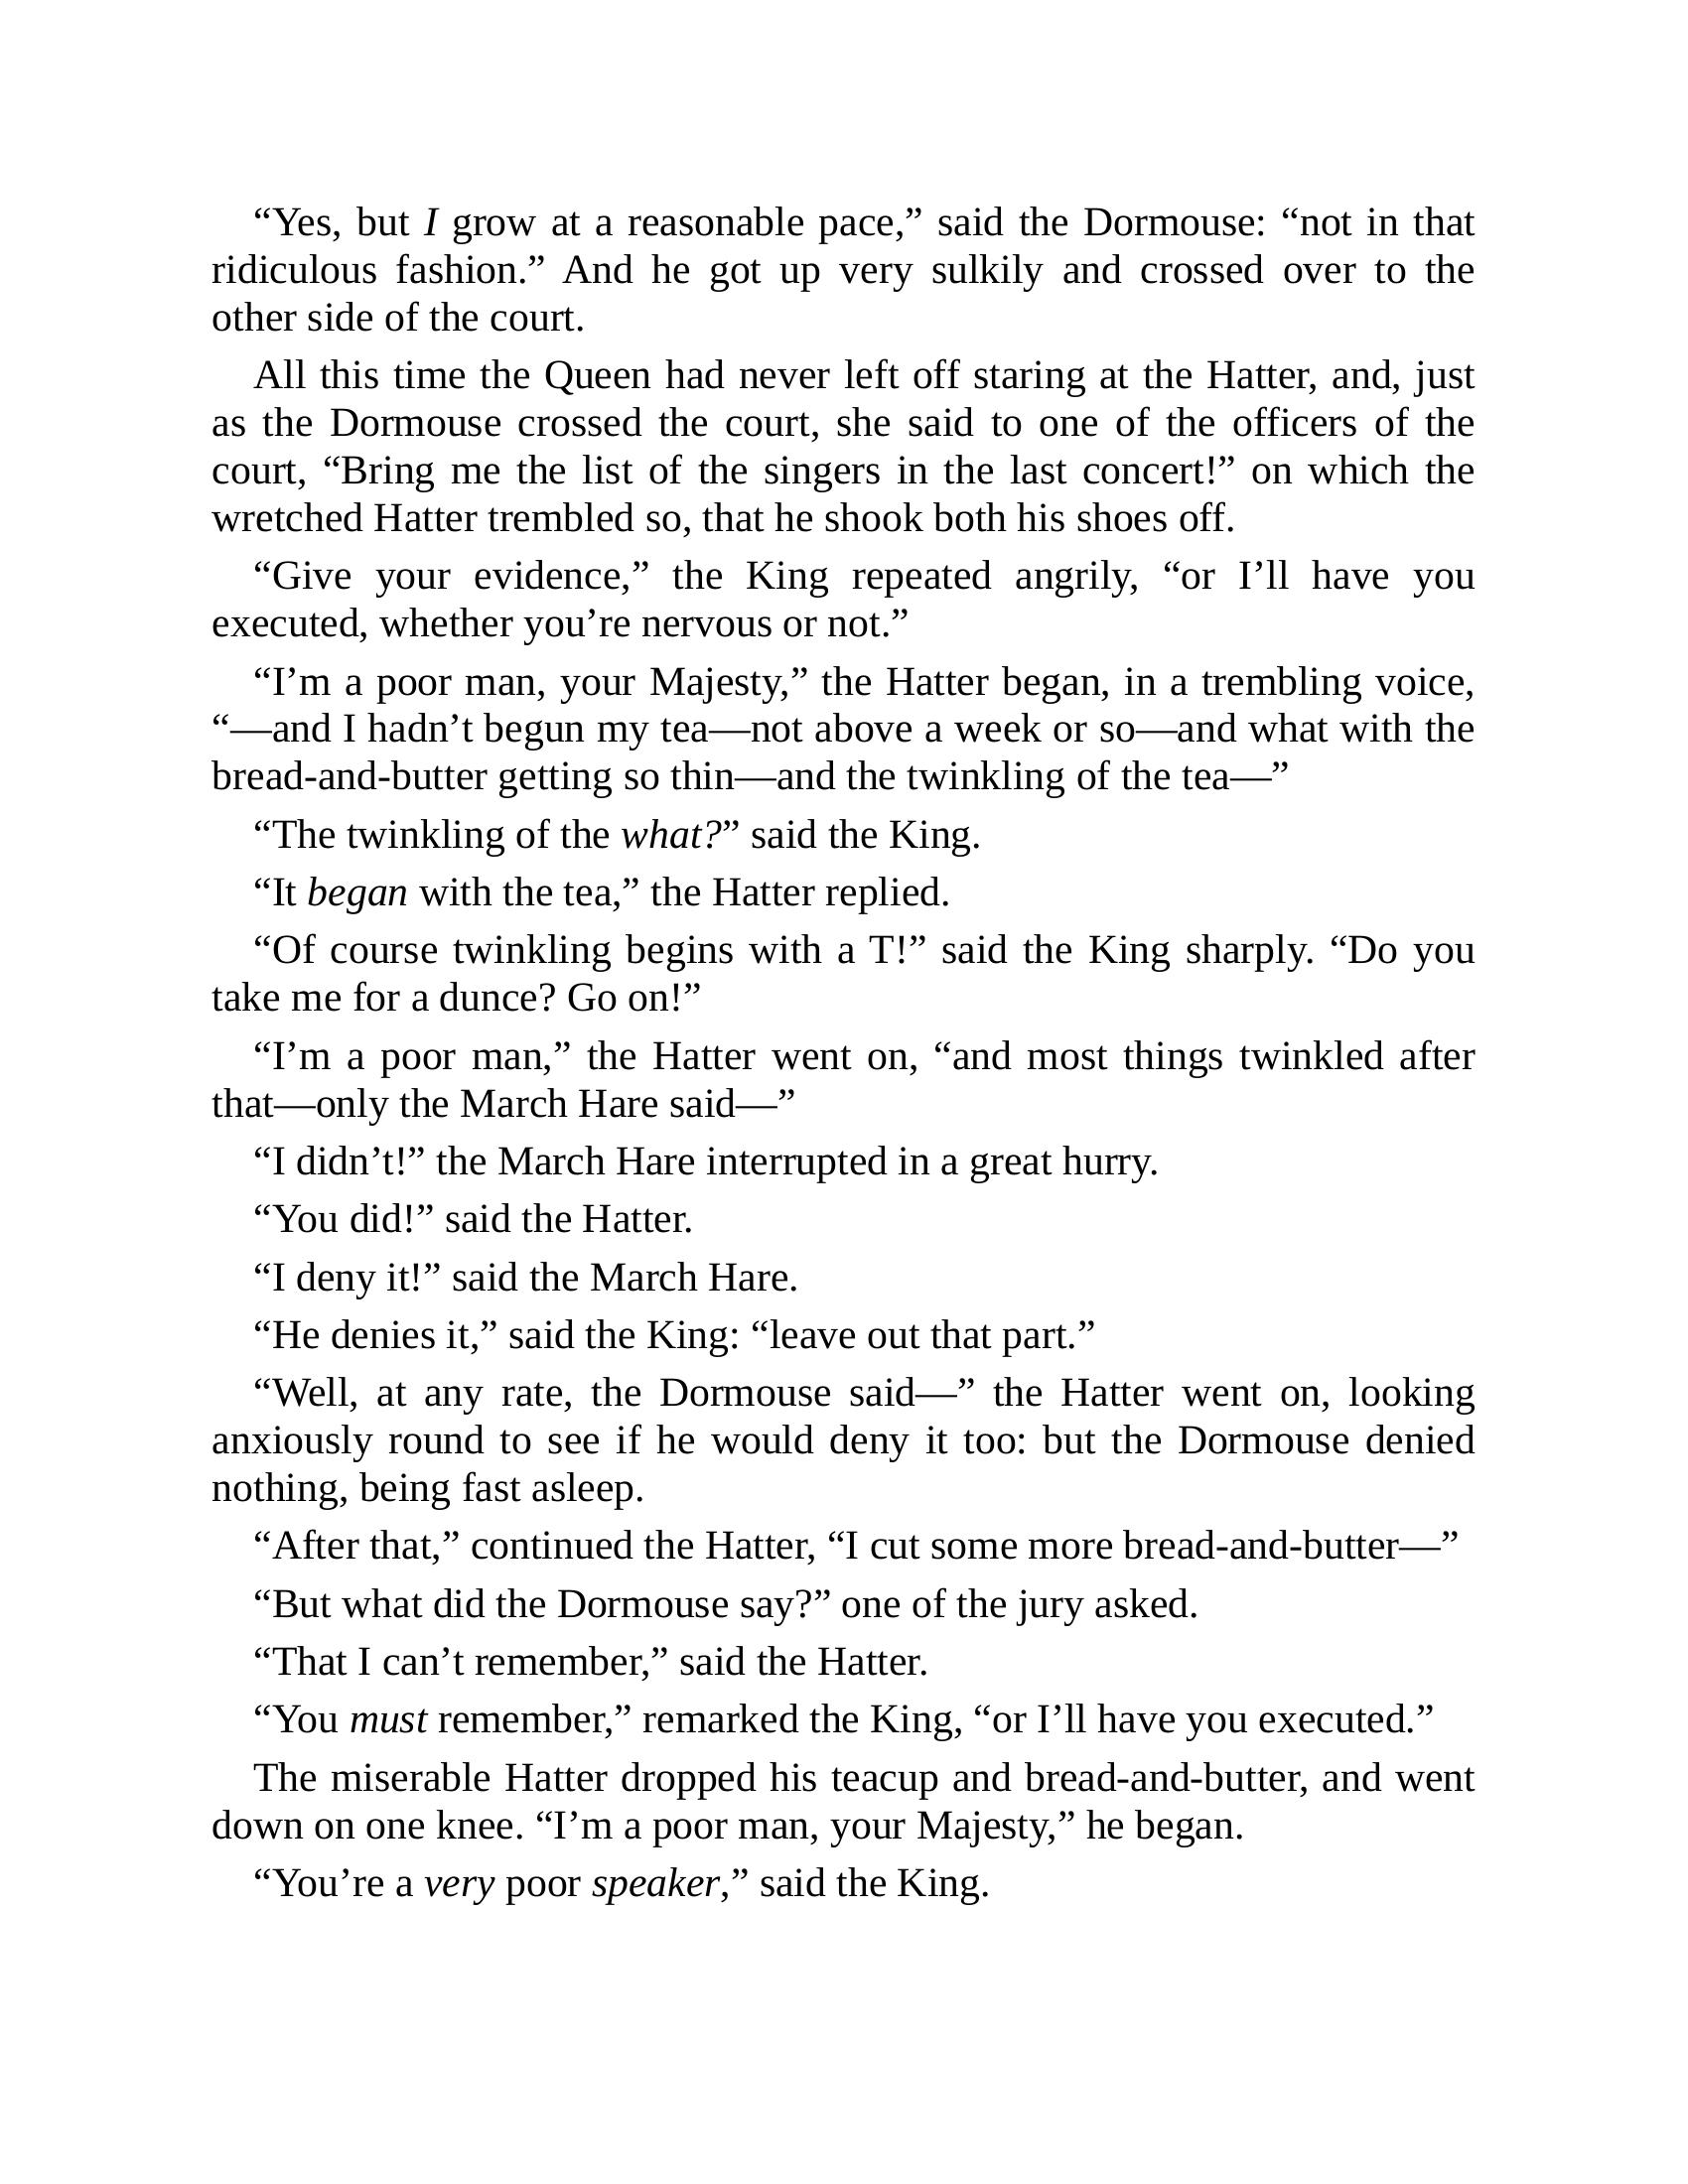 “Yes, but I grow at a reasonable pace,” said the Dormouse: “not in that
ridiculous fashion.” And he got up very sulkily and crossed over to the
other side of the court.
All this time the Queen had never left off staring at the Hatter, and, just
as the Dormouse crossed the court, she said to one of the officers of the
court, “Bring me the list of the singers in the last concert!” on which the
wretched Hatter trembled so, that he shook both his shoes off.
“Give your evidence,” the King repeated angrily, “or I’ll have you
executed, whether you’re nervous or not.”
“I’m a poor man, your Majesty,” the Hatter began, in a trembling voice,
“—and I hadn’t begun my tea—not above a week or so—and what with the
bread-and-butter getting so thin—and the twinkling of the tea—”
“The twinkling of the what?” said the King.
“It began with the tea,” the Hatter replied.
“Of course twinkling begins with a T!” said the King sharply. “Do you
take me for a dunce? Go on!”
“I’m a poor man,” the Hatter went on, “and most things twinkled after
that—only the March Hare said—”
“I didn’t!” the March Hare interrupted in a great hurry.
“You did!” said the Hatter.
“I deny it!” said the March Hare.
“He denies it,” said the King: “leave out that part.”
“Well, at any rate, the Dormouse said—” the Hatter went on, looking
anxiously round to see if he would deny it too: but the Dormouse denied
nothing, being fast asleep.
“After that,” continued the Hatter, “I cut some more bread-and-butter—”
“But what did the Dormouse say?” one of the jury asked.
“That I can’t remember,” said the Hatter.
“You must remember,” remarked the King, “or I’ll have you executed.”
The miserable Hatter dropped his teacup and bread-and-butter, and went
down on one knee. “I’m a poor man, your Majesty,” he began.
“You’re a very poor speaker,” said the King.